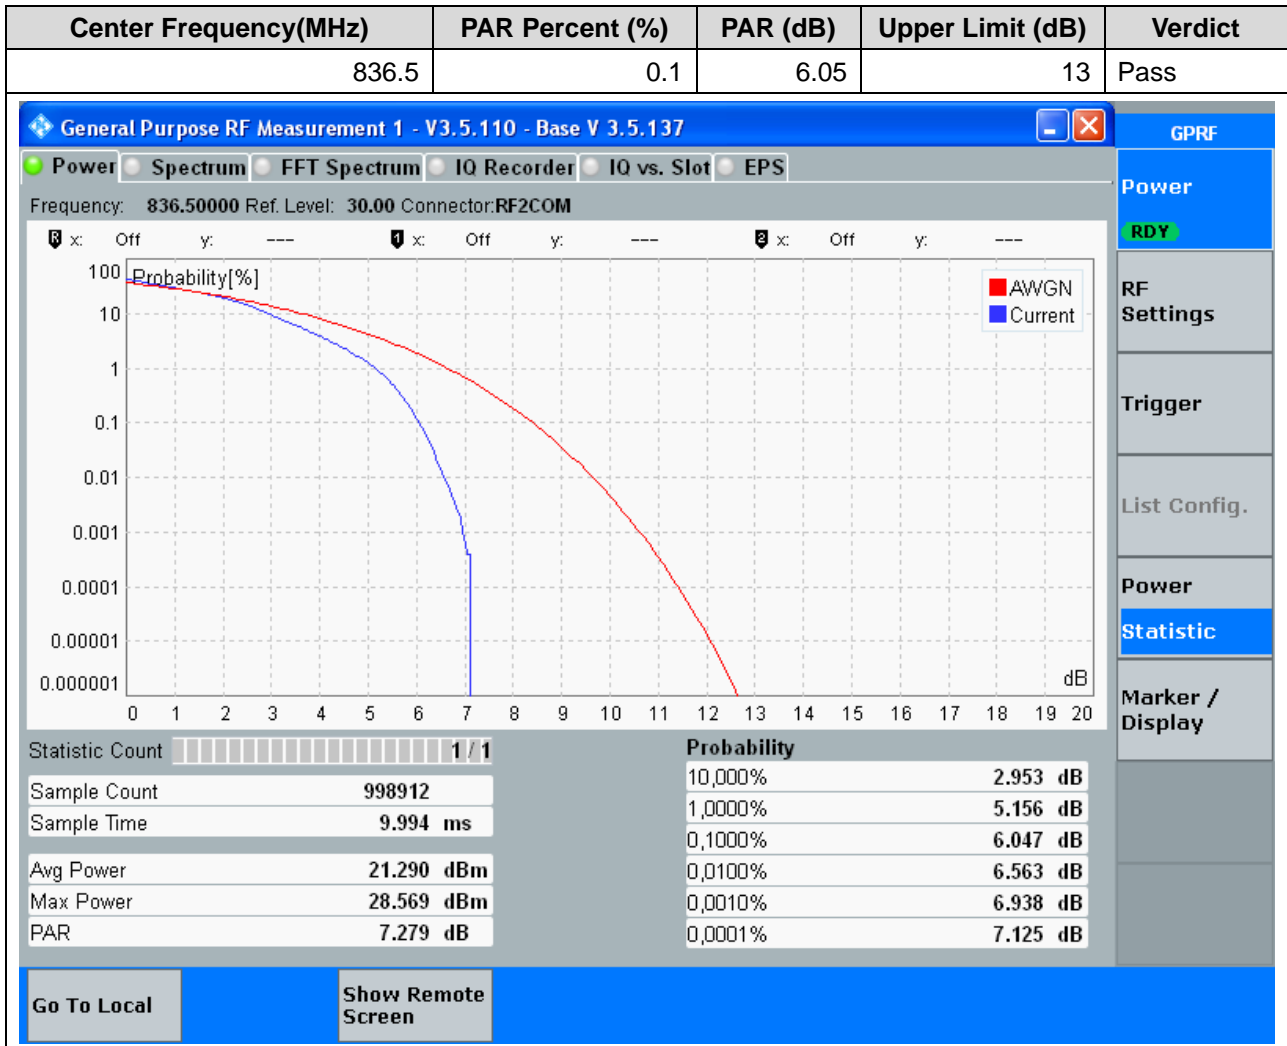 Center Frequency(MHz) PAR Percent (%) PAR (dB) Upper Limit (dB) Verdict
836.5 0.1 6.05 13 Pass
General Purpose RF Measurement 1 - V3.5.110 - Base V 3.5.137
GPRF
Power Spectrum FFT Spectrum IQ Recorder IQ vs. Slot EPS
Power
RDY
Frequency: 836.50000 Ref. Level: 30.00 Connector:RF2COM
R x: Off y: --- 1 x: Off y: --- 2 x: Off y: ---
Probability[%]
AWGN
Current
100
10
1
0.1
0.01
0.001
0.0001
0.00001
0.000001
dB
0 1 2 3 4 5 6 7 8 9 10 11 12 13 14 15 16 17 18 19 20
RF
Settings
Trigger
List Config.
Power
Statistic
Marker /
Display
Statistic Count 1 / 1
Sample Count 998912
Sample Time 9.994 ms
Avg Power 21.290 dBm
Max Power 28.569 dBm
PAR 7.279 dB
Probability
10,000% 2.953 dB
1,0000% 5.156 dB
0,1000% 6.047 dB
0,0100% 6.563 dB
0,0010% 6.938 dB
0,0001% 7.125 dB
Go To Local
Show Remote
Screen